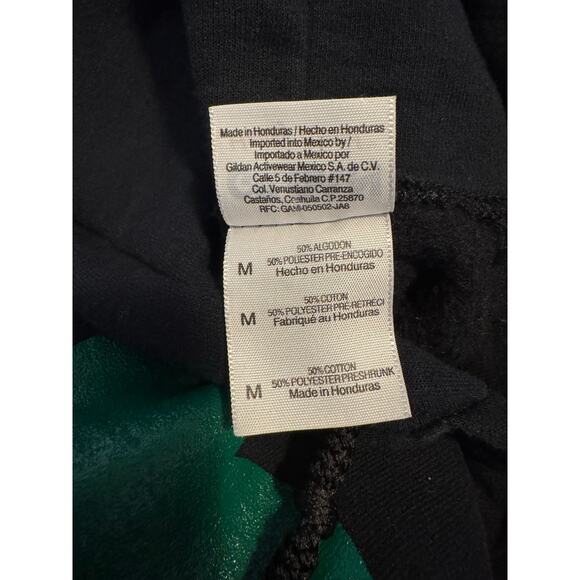 Made in Honduras / Hecho en Honduras
Imported into Mexico by /
Importado a Mexico por
Gildan Activewear Mexico S.A. de C.V.
Calle 5 de Febrero #147
Col. Venustiano Carranza
Castaños, Coahuila C.P. 25870
RFC: GAM-050502-JA8
50% ALGODON
M 50% POLIESTER PRE-ENCOGIDO
Hecho en Honduras
50% COTON
M 50% POLYESTER PRE-RETRECI
Fabriqué au Honduras
50% COTTON
M 50% POLYESTER PRESHRUNK
Made in Honduras